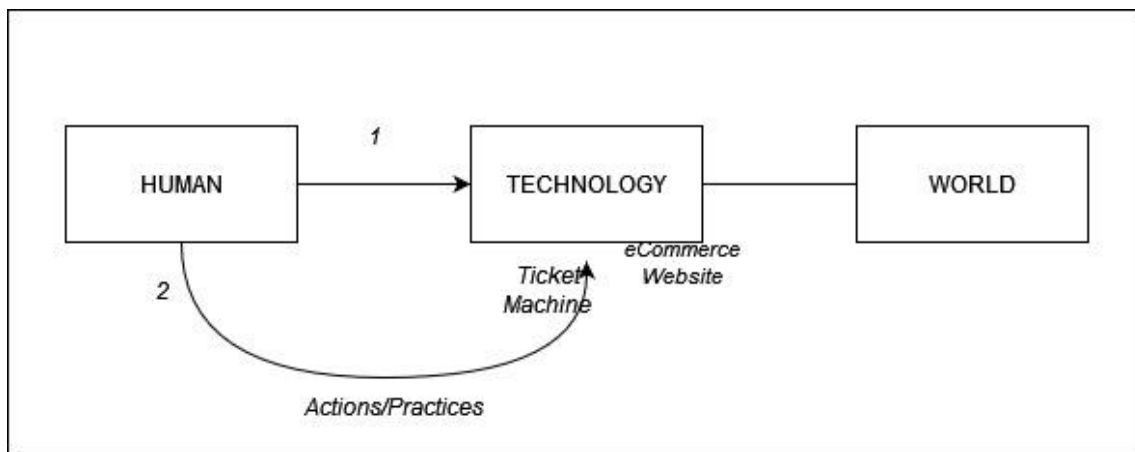 1
HUMAN
TECHNOLOGY
WORLD
eCommerce
Website
Ticket
Machine
2
Actions/Practices